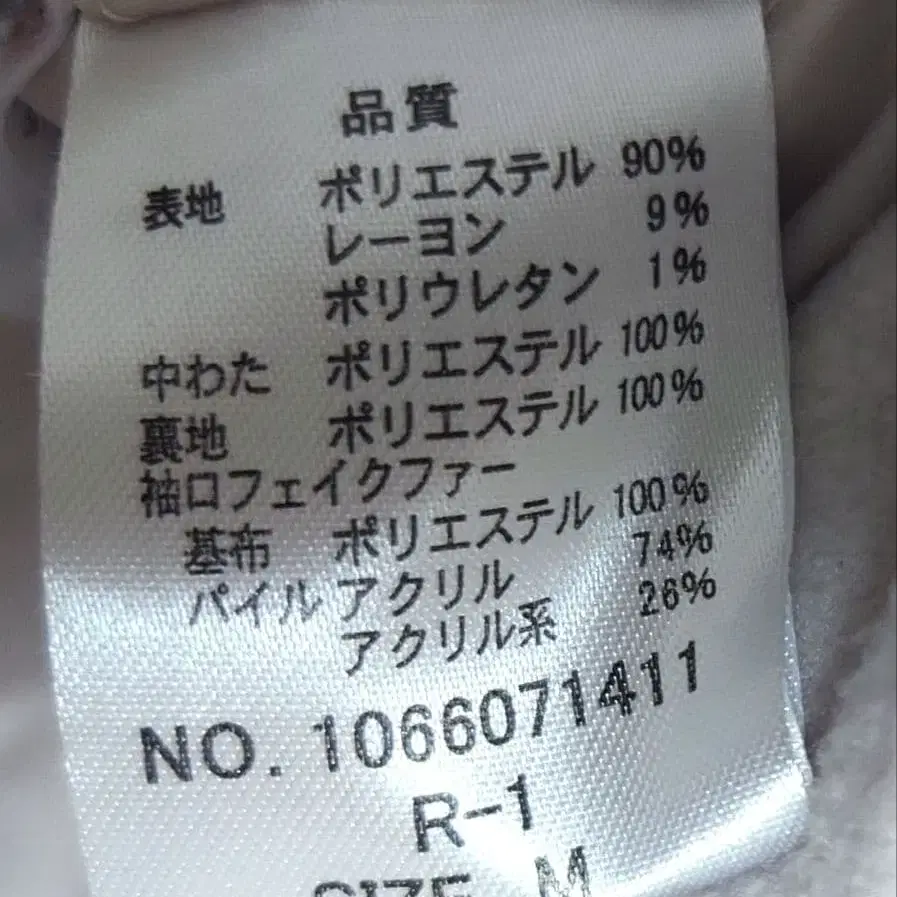 品質
表地 ポリエステル 90%
レーヨン 9%
ポリウレタン 1%
中わた ポリエステル 100%
裏地 ポリエステル 100%
袖口フェイクファー
基布 ポリエステル 100%
パイル アクリル 74%
アクリル系 26%
NO. 1066071411
R-1
SIZE M